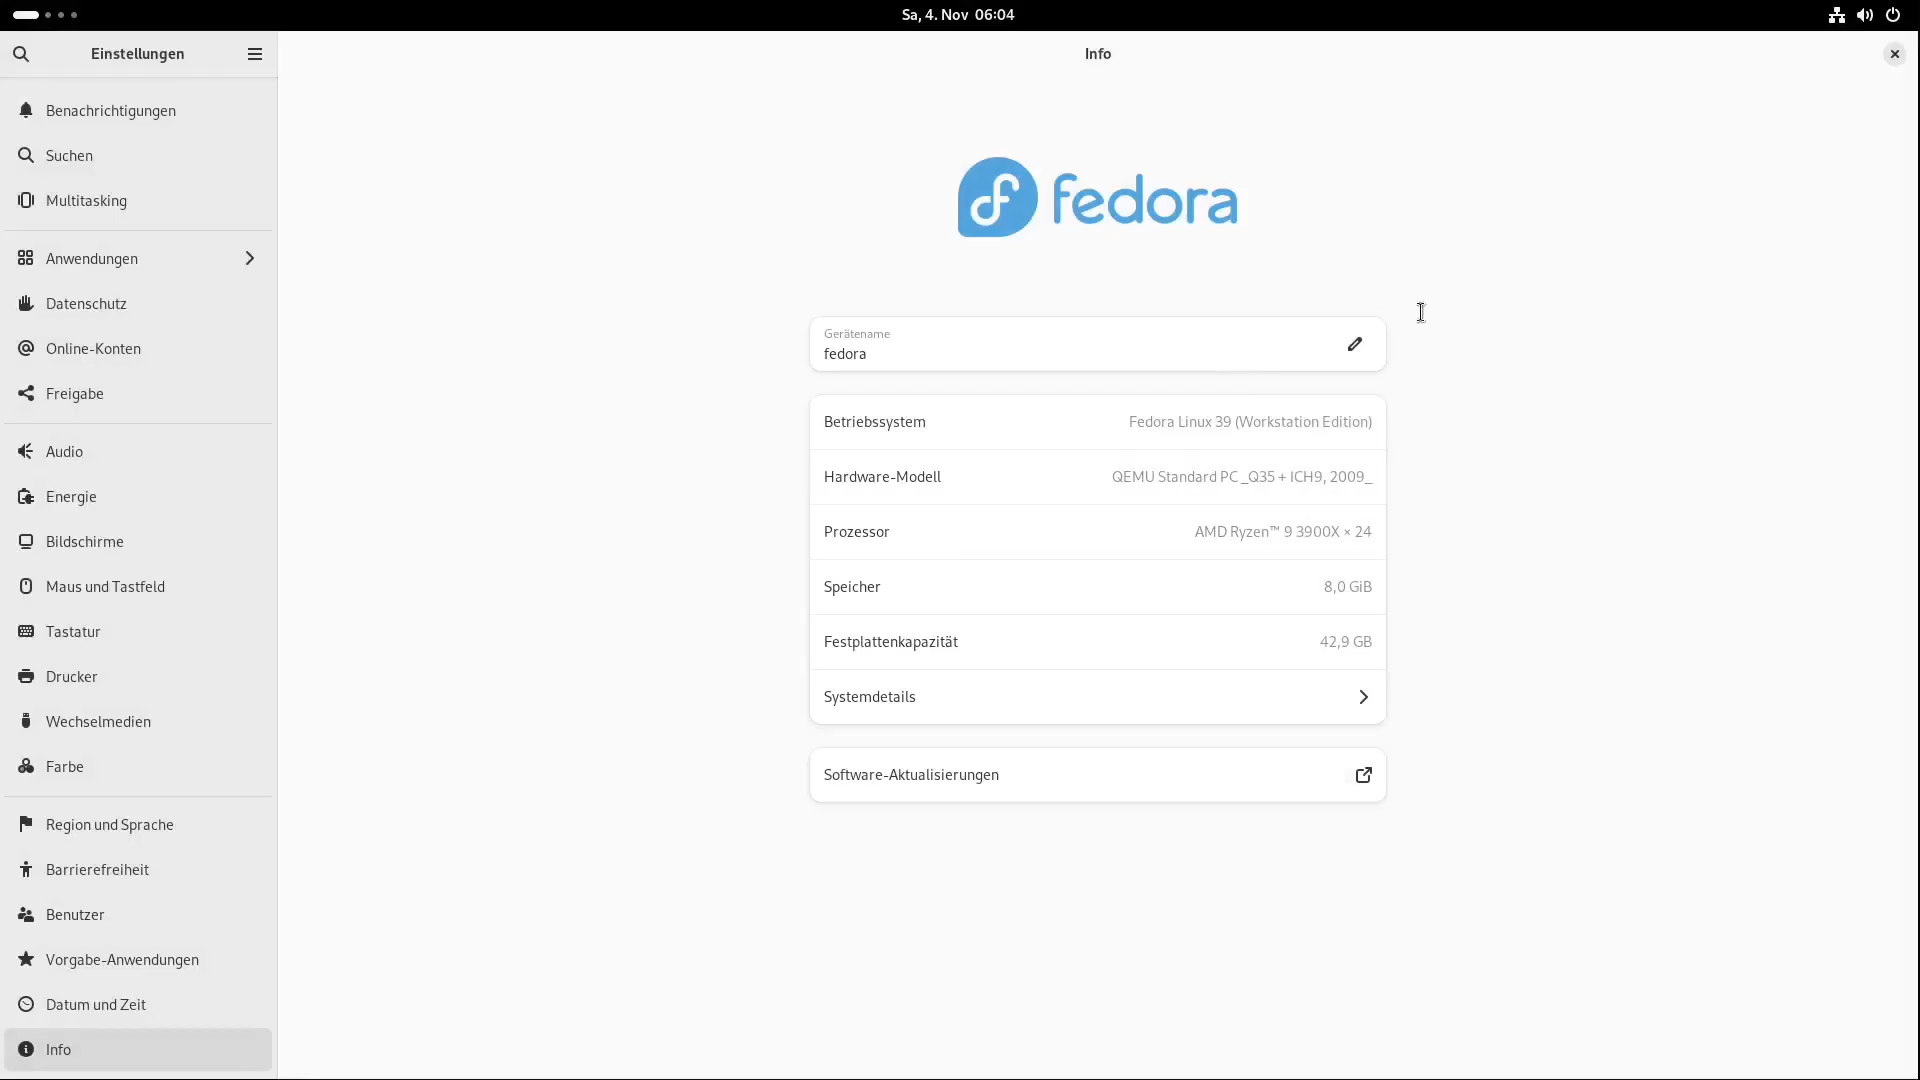 Sa, 4. Nov 06:04
Einstellungen
Info
Benachrichtigungen
Suchen
Multitasking
Anwendungen
Datenschutz
Online-Konten
Freigabe
Audio
Energie
Bildschirme
Maus und Tastfeld
Tastatur
Drucker
Wechselmedien
Farbe
Region und Sprache
Barrierefreiheit
Benutzer
Vorgabe-Anwendungen
Datum und Zeit
Info
fedora
Gerätename
fedora
Betriebssystem Fedora Linux 39 (Workstation Edition)
Hardware-Modell QEMU Standard PC _Q35 + ICH9, 2009_
Prozessor AMD Ryzen™ 9 3900X × 24
Speicher 8,0 GiB
Festplattenkapazität 42,9 GB
Systemdetails
Software-Aktualisierungen